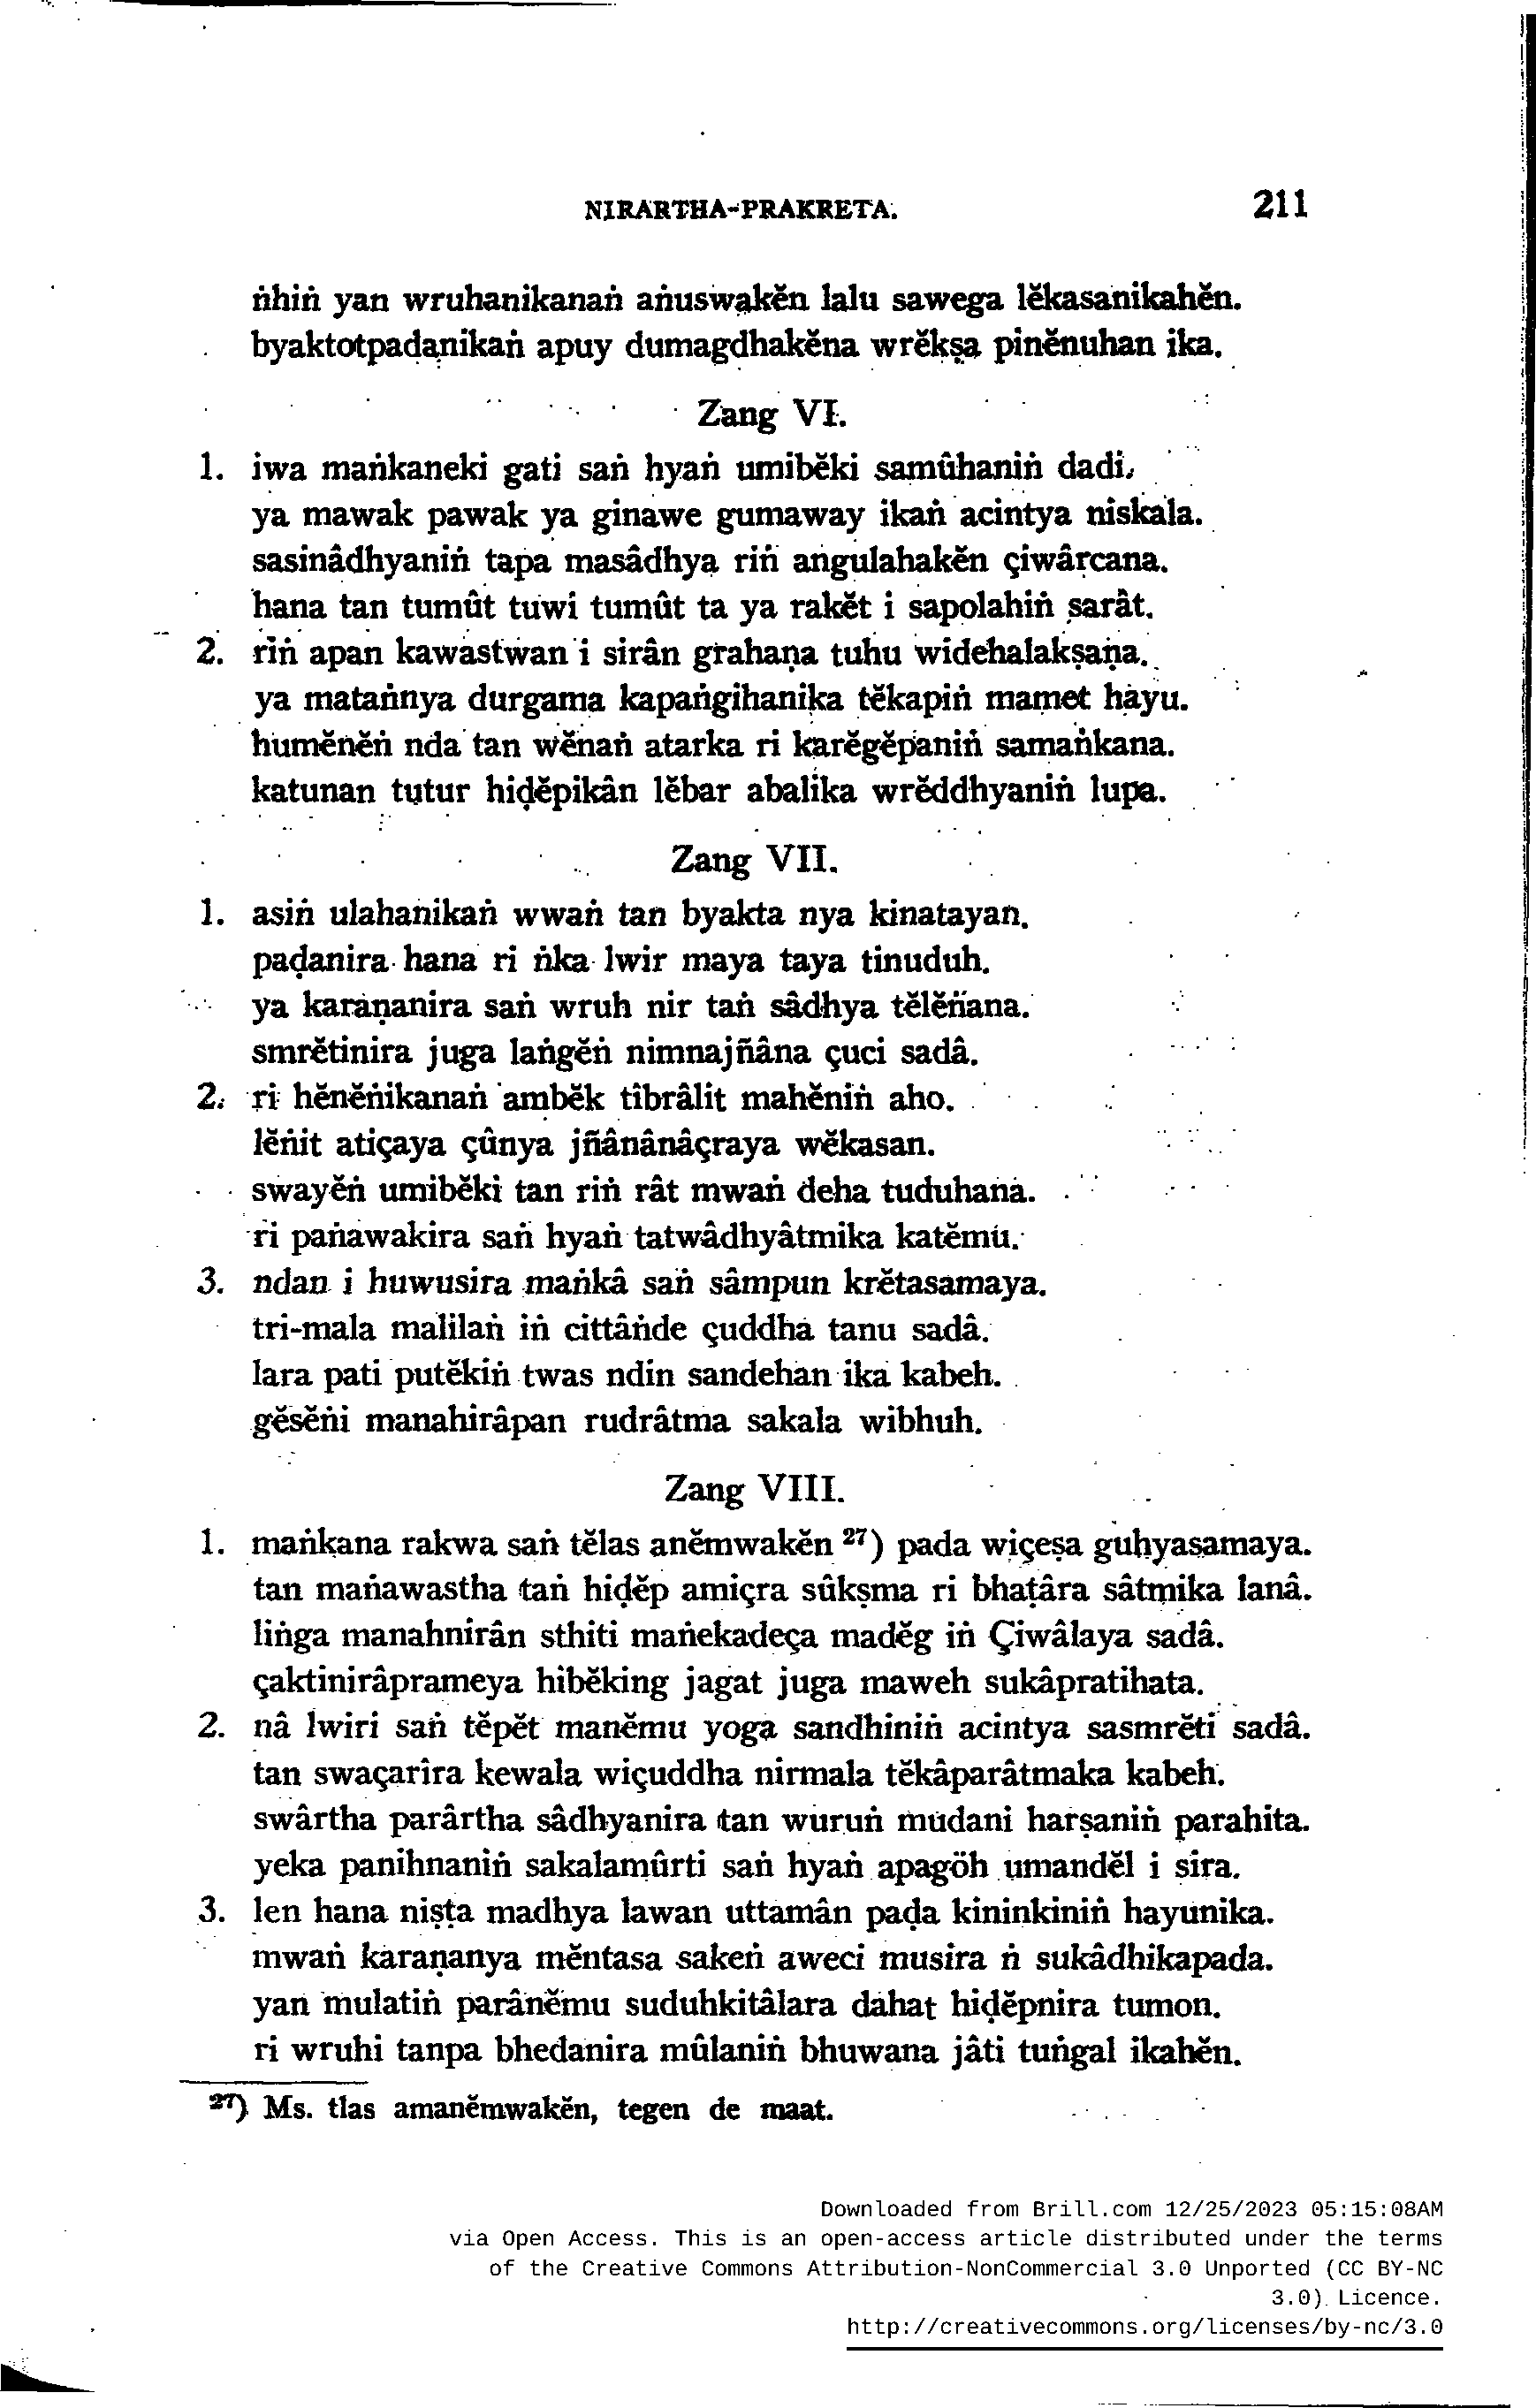 NIRARTHA-PRAKRETA. 211
ṅhiṅ yan wruhanikanaṅ aṅuswakĕn lalu sawega lĕkasanikahĕn.
byaktotpaḍanikaṅ apuy dumagdhakĕna wrĕkṣa pinĕnuhan ika.
Zang VI.
1. iwa maṅkaneki gati saṅ hyaṅ umibĕki samûhaniṅ dadi,
ya mawak pawak ya ginawe gumaway ikaṅ acintya niskala.
sasinâdhyaniṅ tapa masâdhya riṅ angulahakĕn çiwârcana.
hana tan tumût tuwi tumût ta ya rakĕt i sapolahiṅ sarât.
2. riṅ apan kawastwan i sirân grahaṇa tuhu widehalakṣaṇa.
ya mataṅnya durgama kapaṅgihanika tĕkapiṅ mamet hayu.
humĕnĕṅ nda tan wĕnaṅ atarka ri karĕgĕpaniṅ samaṅkana.
katunan tutur hiḍĕpikân lĕbar abalika wrĕddhyaniṅ lupa.
Zang VII.
1. asiṅ ulahanikaṅ wwaṅ tan byakta nya kinatayan.
paḍanira hana ri ṅka lwir maya taya tinuduh.
ya karaṇanira saṅ wruh nir taṅ sâdhya tĕlĕṅana.
smrĕtinira juga laṅgĕṅ nimnajñâna çuci sadâ.
2. ri hĕnĕṅikanaṅ ambĕk tîbrâlit mahĕniṅ aho.
lĕṅit atiçaya çûnya jñânânâçraya wĕkasan.
swayĕṅ umibĕki tan riṅ rât mwaṅ deha tuduhana.
ri paṅawakira saṅ hyaṅ tatwâdhyâtmika katĕmu.
3. ndan i huwusira maṅkâ saṅ sâmpun krĕtasamaya.
tri-mala malilaṅ iṅ cittâṅde çuddha tanu sadâ.
lara pati putĕkiṅ twas ndin sandehan ika kabeh.
gĕsĕṅi manahirâpan rudrâtma sakala wibhuh.
Zang VIII.
1. maṅkana rakwa saṅ tĕlas anĕmwakĕn ²⁷) pada wiçeṣa guhyasamaya.
tan maṅawastha taṅ hiḍĕp amiçra sûkṣma ri bhaṭâra sâtmika lanâ.
liṅga manahnirân sthiti maṅekadeça madĕg iṅ Çiwâlaya sadâ.
çaktinirâprameya hibĕking jagat juga maweh sukâpratihata.
2. nâ lwiri saṅ tĕpĕt manĕmu yoga sandhiniṅ acintya sasmrĕti sadâ.
tan swaçarîra kewala wiçuddha nirmala tĕkâparâtmaka kabeh.
swârtha parârtha sâdhyanira tan wuruṅ mudani harṣaniṅ parahita.
yeka panihnaniṅ sakalamûrti saṅ hyaṅ apagöh umandĕl i sira.
3. len hana niṣṭa madhya lawan uttamân paḍa kininkiniṅ hayunika.
mwaṅ karaṇanya mĕntasa sakeṅ aweci musira ṅ sukâdhikapada.
yan mulatiṅ parânĕmu suduhkitâlara dahat hiḍĕpnira tumon.
ri wruhi tanpa bhedanira mûlaniṅ bhuwana jâti tuṅgal ikahĕn.
²⁷) Ms. tlas amanĕmwakĕn, tegen de maat.
Downloaded from Brill.com 12/25/2023 05:15:08AM
via Open Access. This is an open-access article distributed under the terms
of the Creative Commons Attribution-NonCommercial 3.0 Unported (CC BY-NC
3.0) Licence.
http://creativecommons.org/licenses/by-nc/3.0